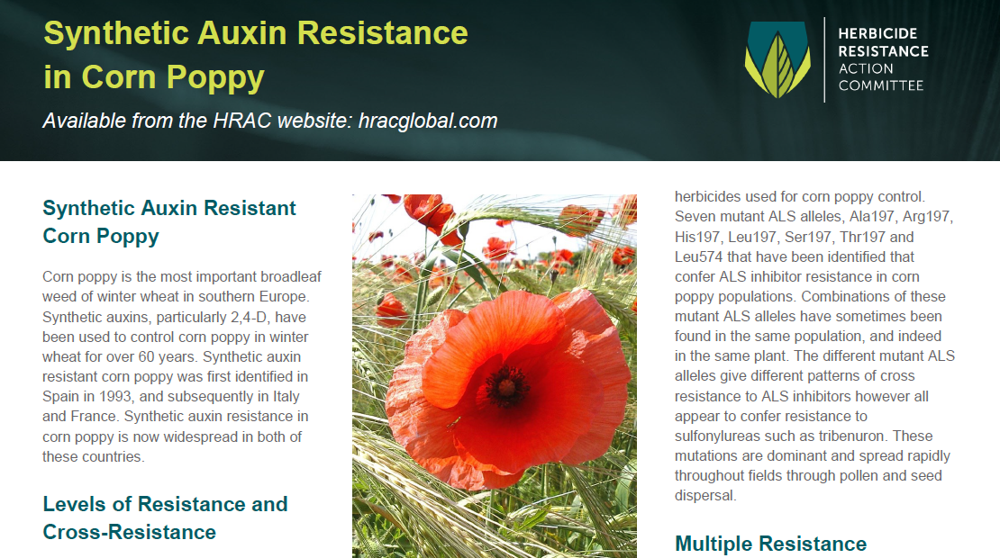 Synthetic Auxin Resistance
in Corn Poppy
Available from the HRAC website: hracglobal.com
HERBICIDE
RESISTANCE
ACTION
COMMITTEE
Synthetic Auxin Resistant
Corn Poppy
Corn poppy is the most important broadleaf
weed of winter wheat in southern Europe.
Synthetic auxins, particularly 2,4-D, have
been used to control corn poppy in winter
wheat for over 60 years. Synthetic auxin
resistant corn poppy was first identified in
Spain in 1993, and subsequently in Italy
and France. Synthetic auxin resistance in
corn poppy is now widespread in both of
these countries.
Levels of Resistance and
Cross-Resistance
herbicides used for corn poppy control.
Seven mutant ALS alleles, Ala197, Arg197,
His197, Leu197, Ser197, Thr197 and
Leu574 that have been identified that
confer ALS inhibitor resistance in corn
poppy populations. Combinations of these
mutant ALS alleles have sometimes been
found in the same population, and indeed
in the same plant. The different mutant ALS
alleles give different patterns of cross
resistance to ALS inhibitors however all
appear to confer resistance to
sulfonylureas such as tribenuron. These
mutations are dominant and spread rapidly
throughout fields through pollen and seed
dispersal.
Multiple Resistance